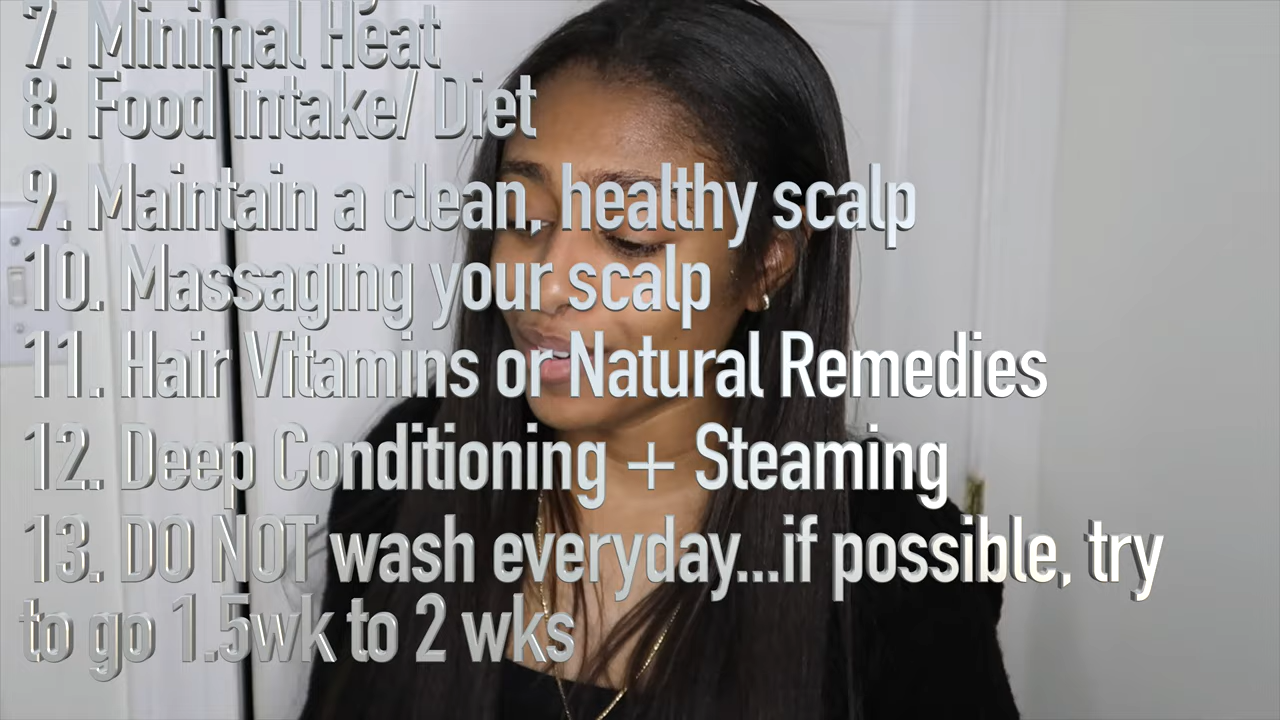 7. Minimal Heat
8. Food intake/ Diet
9. Maintain a clean, healthy scalp
10. Massaging your scalp
11. Hair Vitamins or Natural Remedies
12. Deep Conditioning + Steaming
13. DO NOT wash everyday...if possible, try
to go 1.5wk to 2 wks